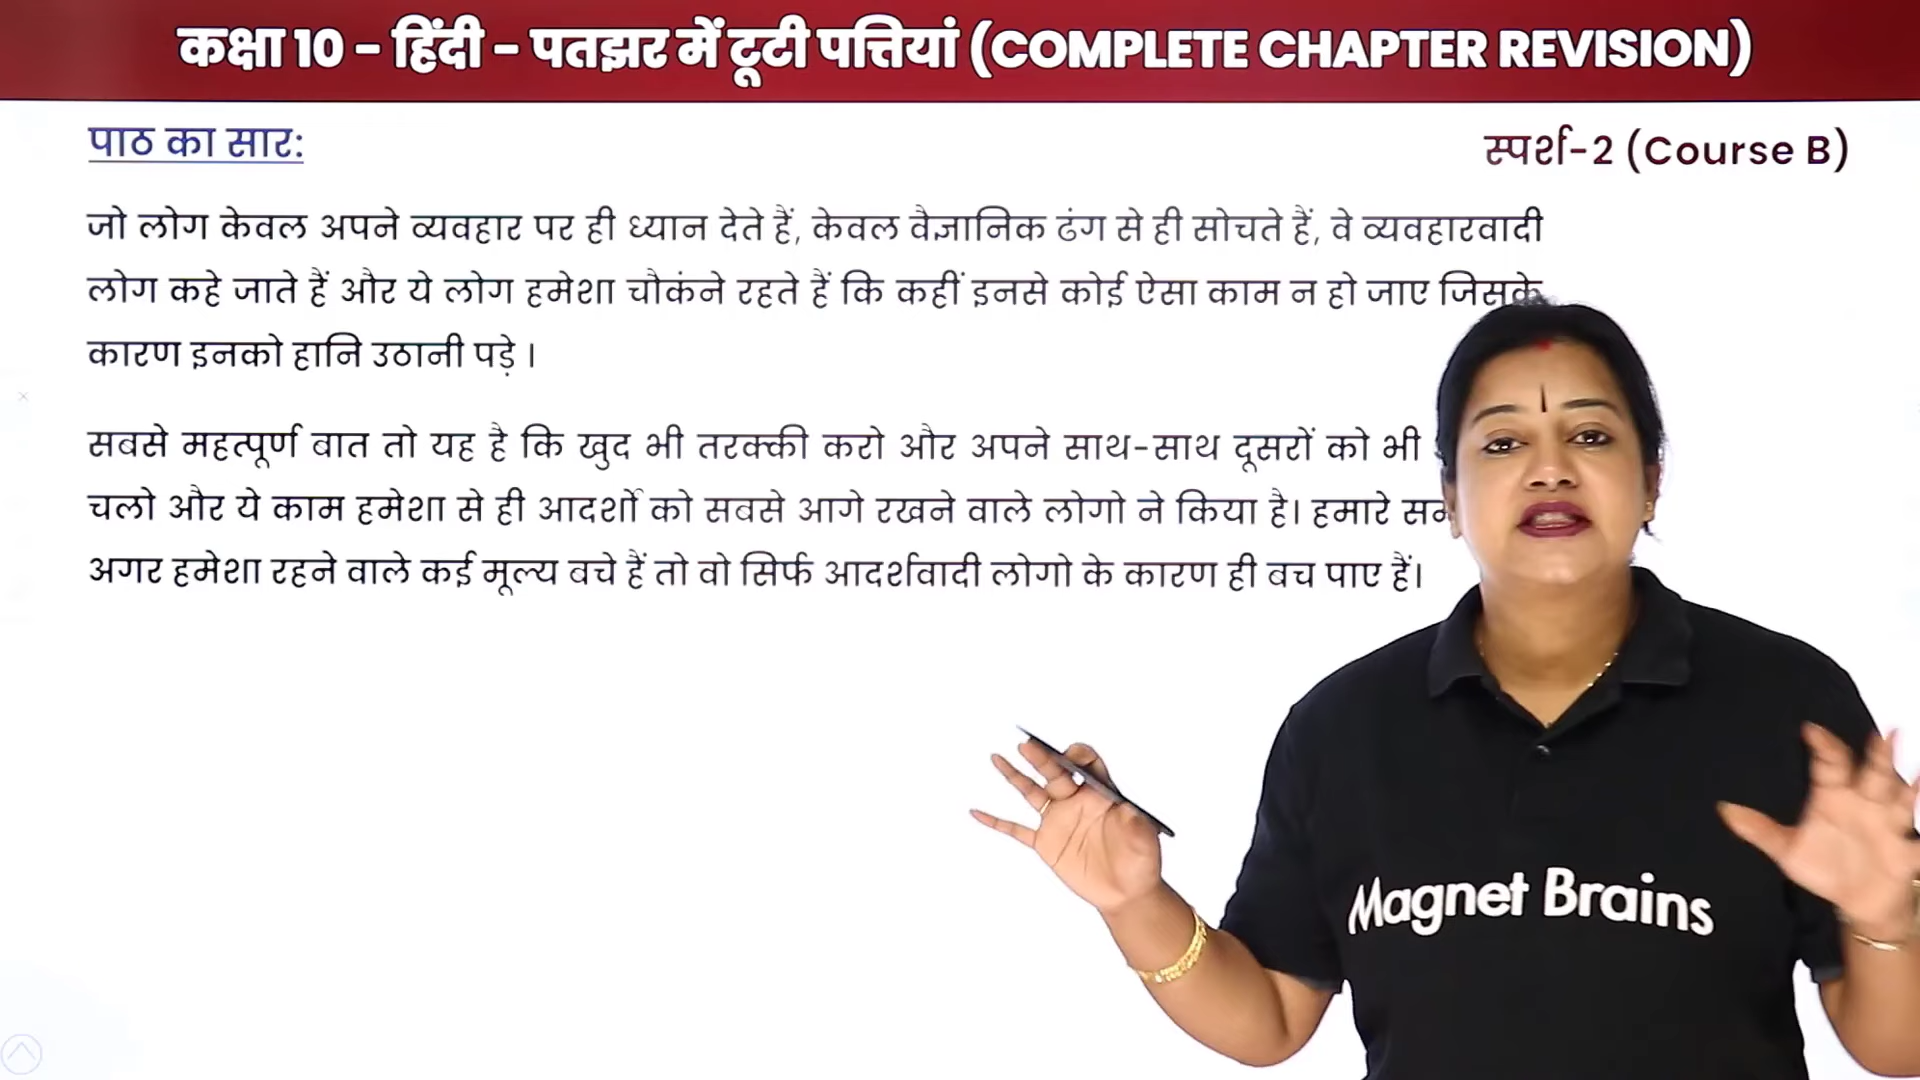 कक्षा 10 - हिंदी - पतझर में टूटी पत्तियां (COMPLETE CHAPTER REVISION)
पाठ का सार:
स्पर्श-2 (Course B)
जो लोग केवल अपने व्यवहार पर ही ध्यान देते हैं, केवल वैज्ञानिक ढंग से ही सोचते हैं, वे व्यवहारवादी
लोग कहे जाते हैं और ये लोग हमेशा चौकंने रहते हैं कि कहीं इनसे कोई ऐसा काम न हो जाए जिसके
कारण इनको हानि उठानी पड़े ।
सबसे महत्पूर्ण बात तो यह है कि खुद भी तरक्की करो और अपने साथ-साथ दूसरों को भी
चलो और ये काम हमेशा से ही आदर्शों को सबसे आगे रखने वाले लोगो ने किया है। हमारे
अगर हमेशा रहने वाले कई मूल्य बचे हैं तो वो सिर्फ आदर्शवादी लोगो के कारण ही बच पाए हैं।
Magnet Brains